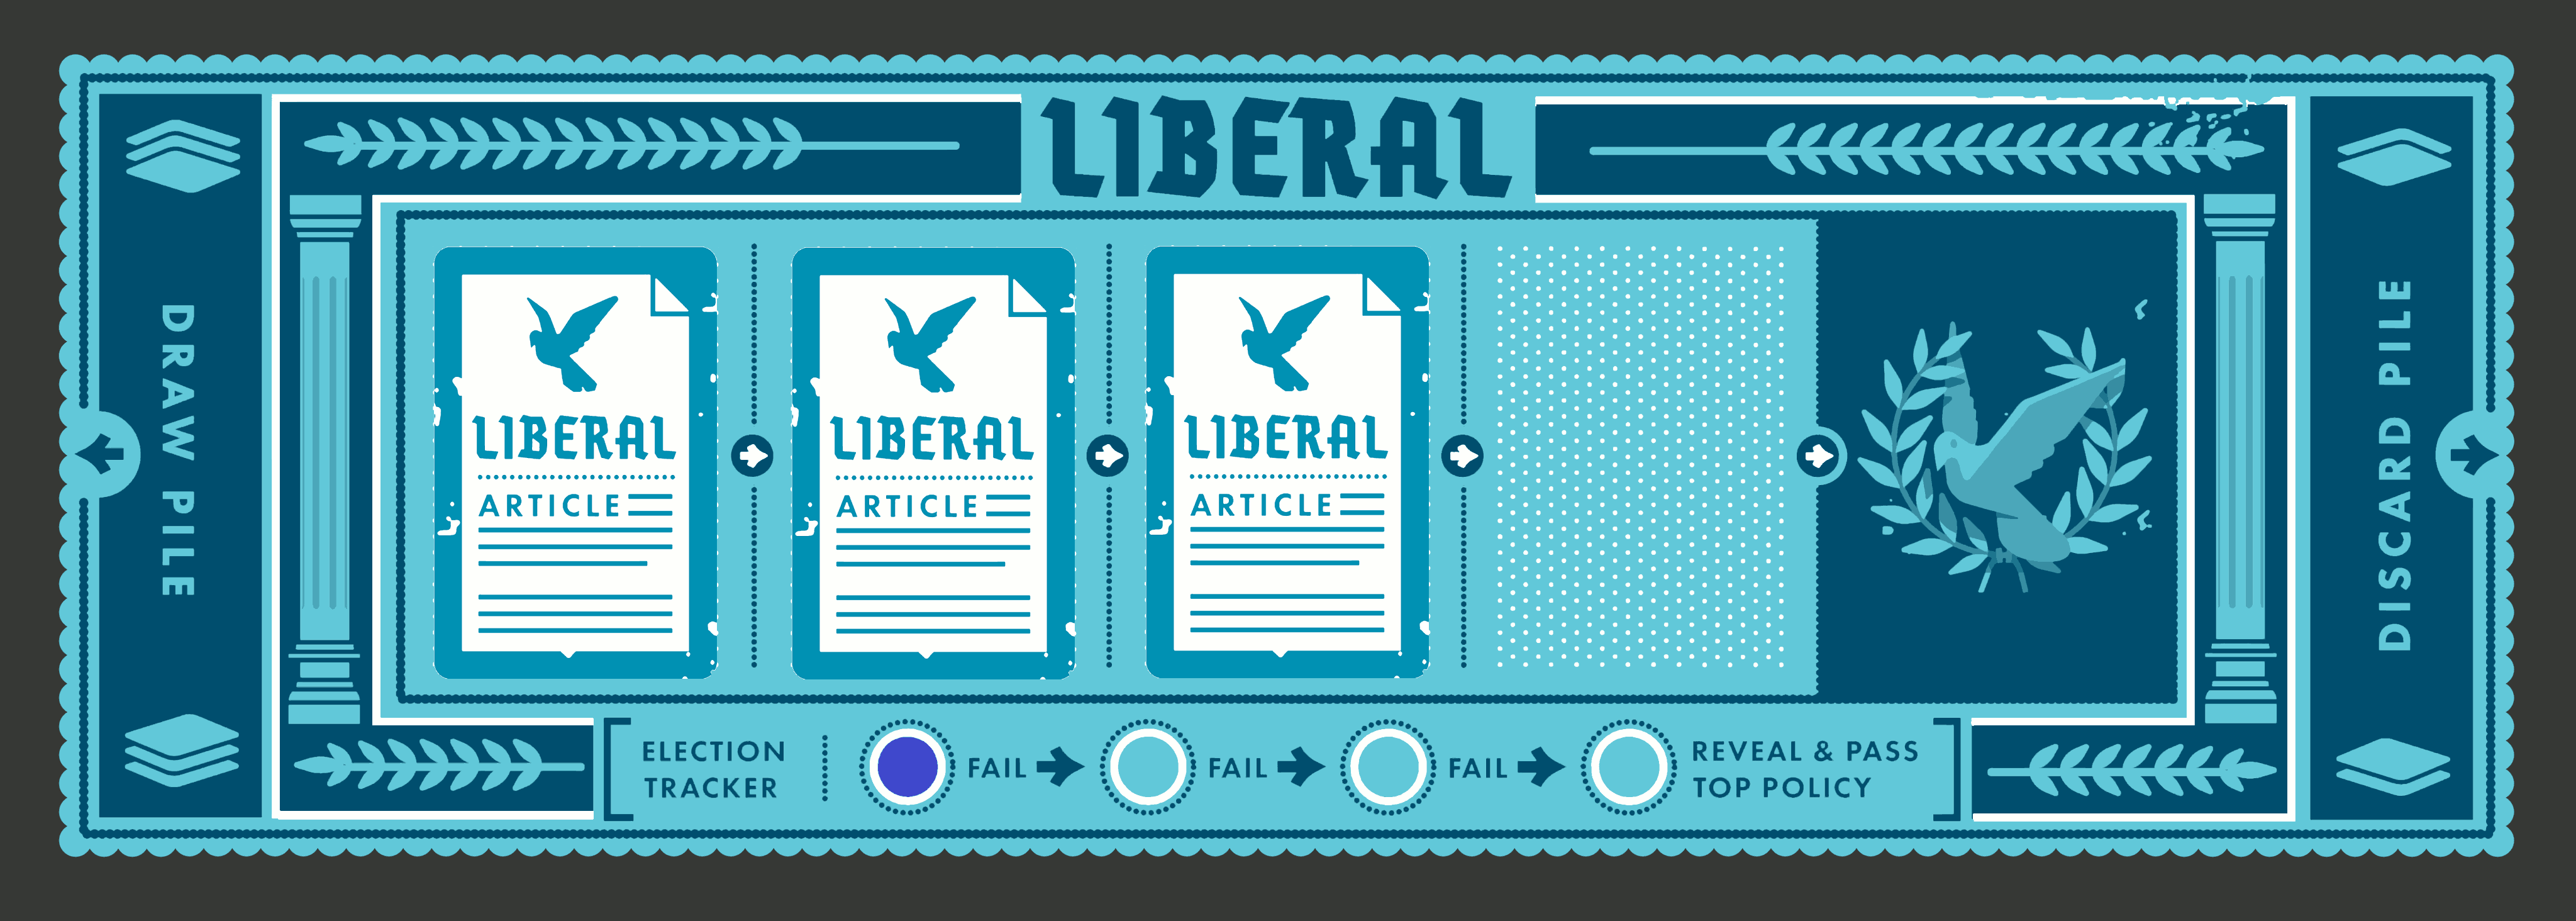 LIBERAL
DRAW PILE
LIBERAL
ARTICLE
LIBERAL
ARTICLE
LIBERAL
ARTICLE
DISCARD PILE
ELECTION
TRACKER
FAIL
FAIL
FAIL
REVEAL & PASS
TOP POLICY